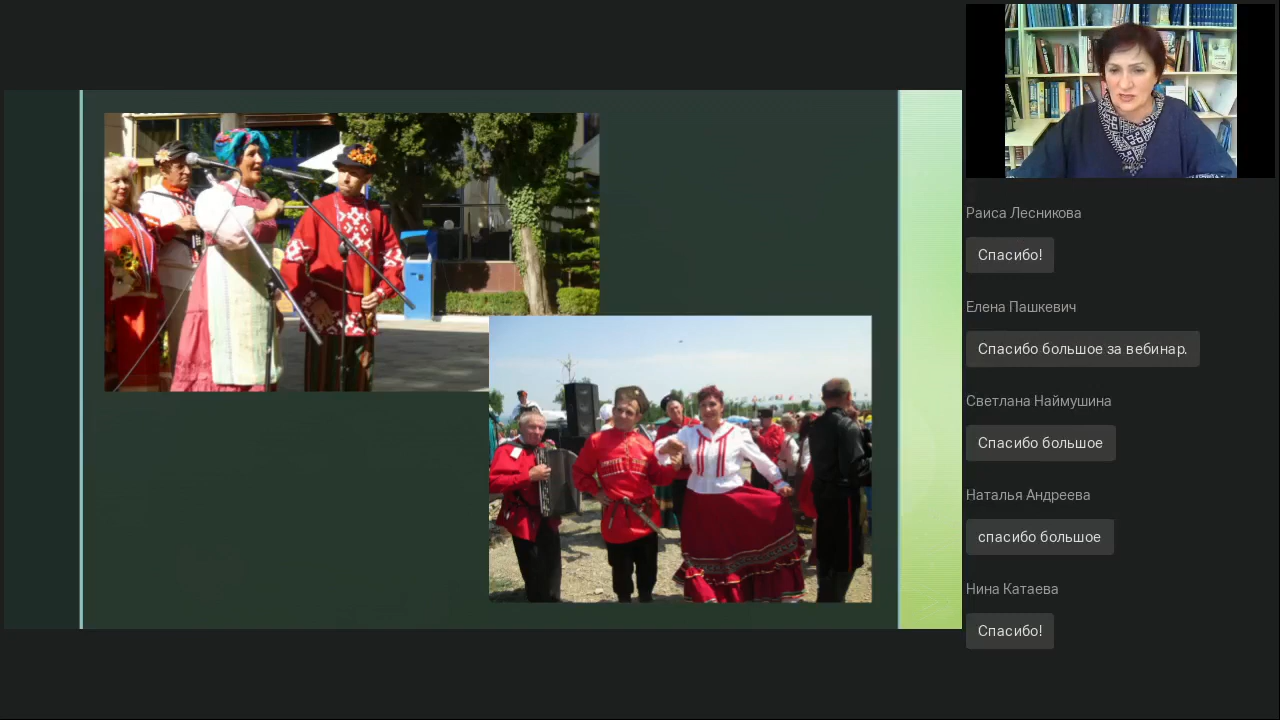 Раиса Лесникова
Спасибо!
Елена Пашкевич
Спасибо большое за вебинар.
Светлана Наймушина
Спасибо большое
Наталья Андреева
спасибо большое
Нина Катаева
Спасибо!